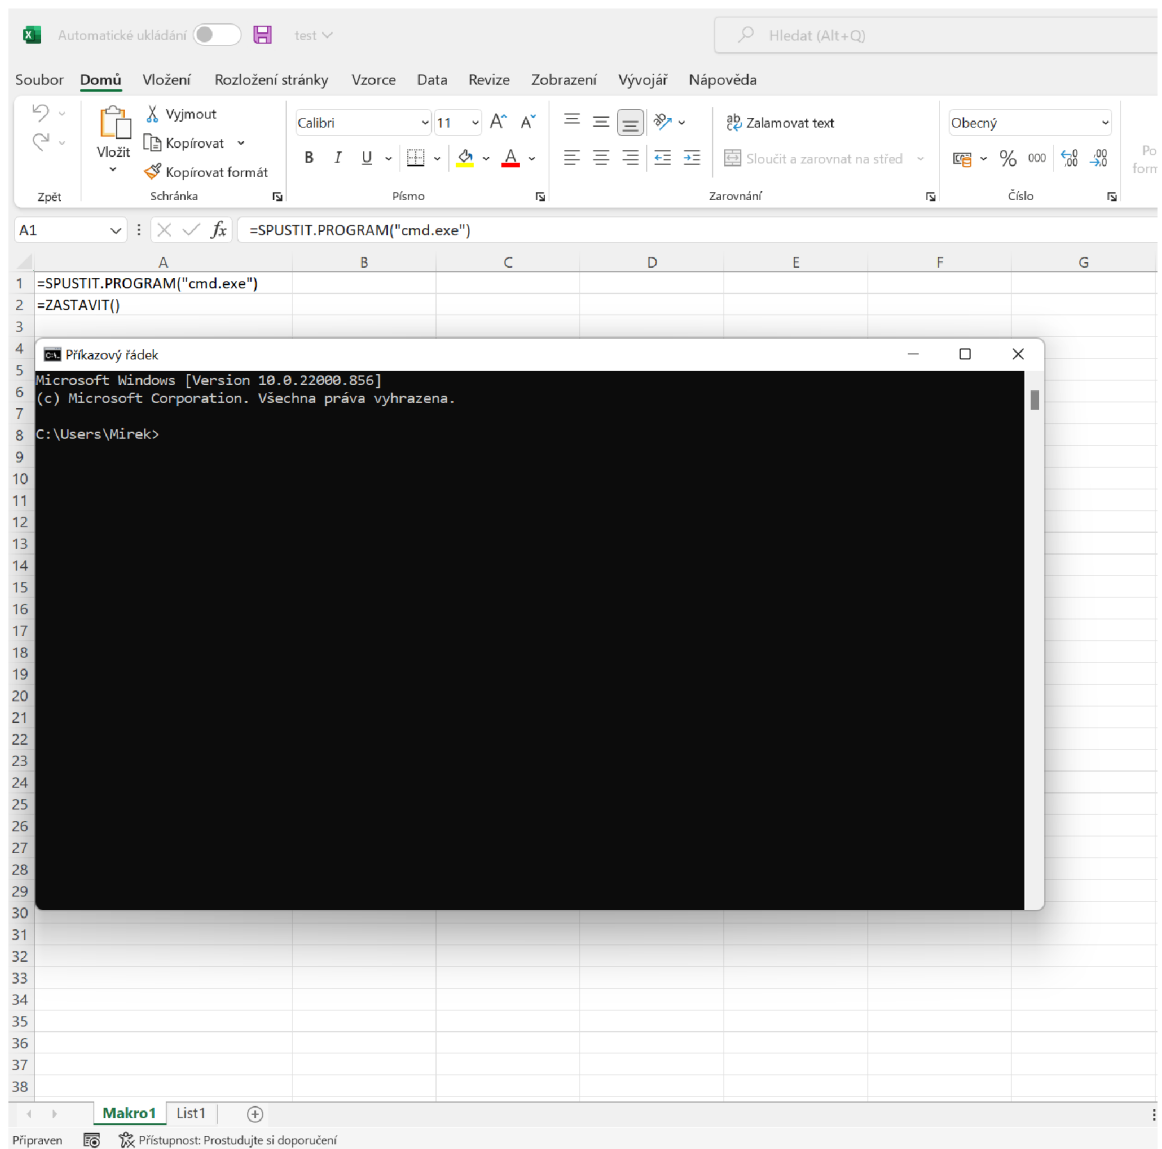 Automatické ukládání test Hledat (Alt+Q)
Soubor Domů Vložení Rozložení stránky Vzorce Data Revize Zobrazení Vývojář Nápověda
Vložit
Vyjmout
Kopírovat
Kopírovat formát
Calibri 11
B I U A
Zalamovat text
Sloučit a zarovnat na střed
Obecný
% 000
Po
form
Zpět Schránka Písmo Zarovnání Číslo
A1 fx =SPUSTIT.PROGRAM("cmd.exe")
A B C D E F G
1 =SPUSTIT.PROGRAM("cmd.exe")
2 =ZASTAVIT()
3
4
5
6
7
8
9
10
11
12
13
14
15
16
17
18
19
20
21
22
23
24
25
26
27
28
29
30
31
32
33
34
35
36
37
38
Příkazový řádek
Microsoft Windows [Version 10.0.22000.856]
(c) Microsoft Corporation. Všechna práva vyhrazena.
C:\Users\Mirek>
Makro1 List1
Připraven Přístupnost: Prostudujte si doporučení